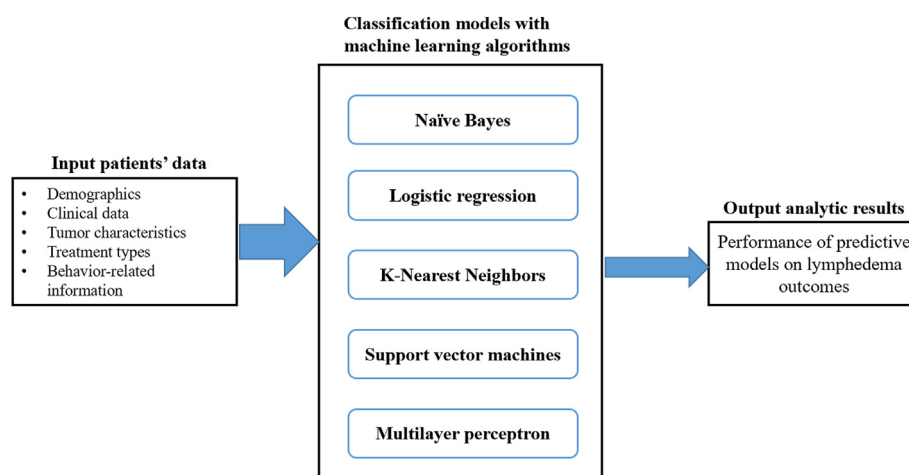 Classification models with
machine learning algorithms
Naïve Bayes
Logistic regression
K-Nearest Neighbors
Support vector machines
Multilayer perceptron
Input patients' data
• Demographics
• Clinical data
• Tumor characteristics
• Treatment types
• Behavior-related
information
Output analytic results
Performance of predictive
models on lymphedema
outcomes